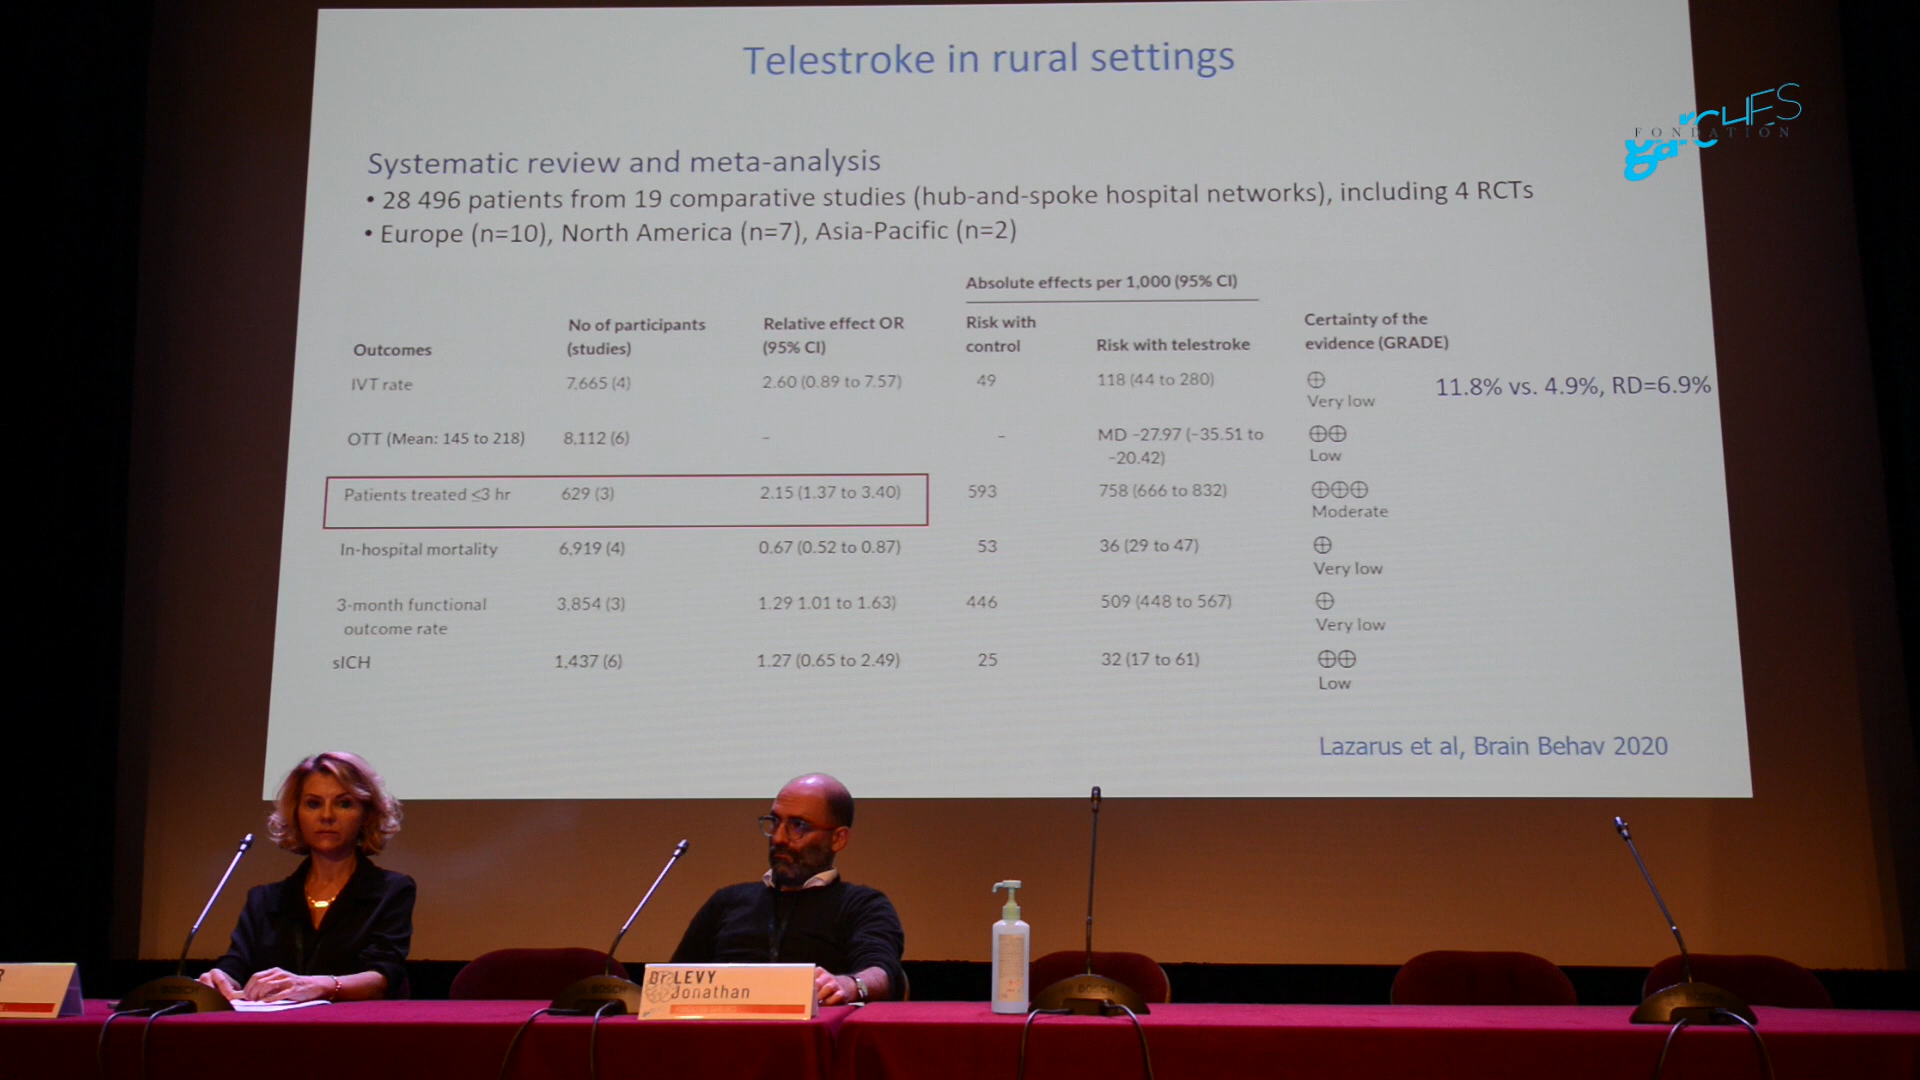 Telestroke in rural settings
garCHES
FONDATION
Systematic review and meta-analysis
• 28 496 patients from 19 comparative studies (hub-and-spoke hospital networks), including 4 RCTs
• Europe (n=10), North America (n=7), Asia-Pacific (n=2)
Absolute effects per 1,000 (95% CI)
Outcomes No of participants (studies) Relative effect OR (95% CI) Risk with control Risk with telestroke Certainty of the evidence (GRADE)
IVT rate 7,665 (4) 2.60 (0.89 to 7.57) 49 118 (44 to 280) ⊕ Very low 11.8% vs. 4.9%, RD=6.9%
OTT (Mean: 145 to 218) 8,112 (6) – – MD −27.97 (−35.51 to −20.42) ⊕⊕ Low
Patients treated ≤3 hr 629 (3) 2.15 (1.37 to 3.40) 593 758 (666 to 832) ⊕⊕⊕ Moderate
In-hospital mortality 6,919 (4) 0.67 (0.52 to 0.87) 53 36 (29 to 47) ⊕ Very low
3-month functional outcome rate 3,854 (3) 1.29 1.01 to 1.63) 446 509 (448 to 567) ⊕ Very low
sICH 1,437 (6) 1.27 (0.65 to 2.49) 25 32 (17 to 61) ⊕⊕ Low
Lazarus et al, Brain Behav 2020
R
Dr LEVY
Jonathan
BOSCH
BOSCH
BOSCH
BOSCH